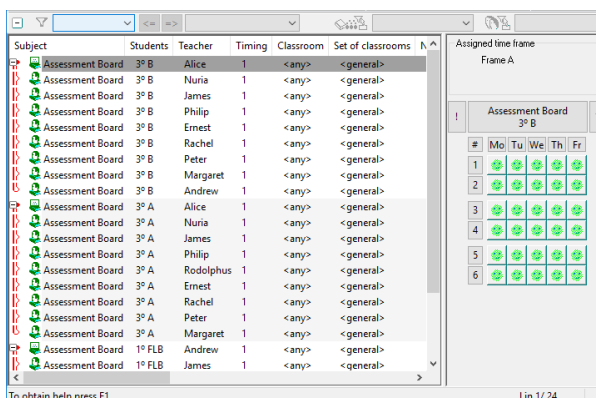 <= =>
Subject Students Teacher Timing Classroom Set of classrooms N
Assessment Board 3º B Alice 1 <any> <general>
Assessment Board 3º B Nuria 1 <any> <general>
Assessment Board 3º B James 1 <any> <general>
Assessment Board 3º B Philip 1 <any> <general>
Assessment Board 3º B Ernest 1 <any> <general>
Assessment Board 3º B Rachel 1 <any> <general>
Assessment Board 3º B Peter 1 <any> <general>
Assessment Board 3º B Margaret 1 <any> <general>
Assessment Board 3º B Andrew 1 <any> <general>
Assessment Board 3º A Alice 1 <any> <general>
Assessment Board 3º A Nuria 1 <any> <general>
Assessment Board 3º A James 1 <any> <general>
Assessment Board 3º A Philip 1 <any> <general>
Assessment Board 3º A Rodolphus 1 <any> <general>
Assessment Board 3º A Ernest 1 <any> <general>
Assessment Board 3º A Rachel 1 <any> <general>
Assessment Board 3º A Peter 1 <any> <general>
Assessment Board 3º A Margaret 1 <any> <general>
Assessment Board 1º FLB Andrew 1 <any> <general>
Assessment Board 1º FLB James 1 <any> <general>
To obtain help press F1
Assigned time frame
Frame A
! Assessment Board
3º B
# Mo Tu We Th Fr
1
2
3
4
5
6
Lin 1/ 24